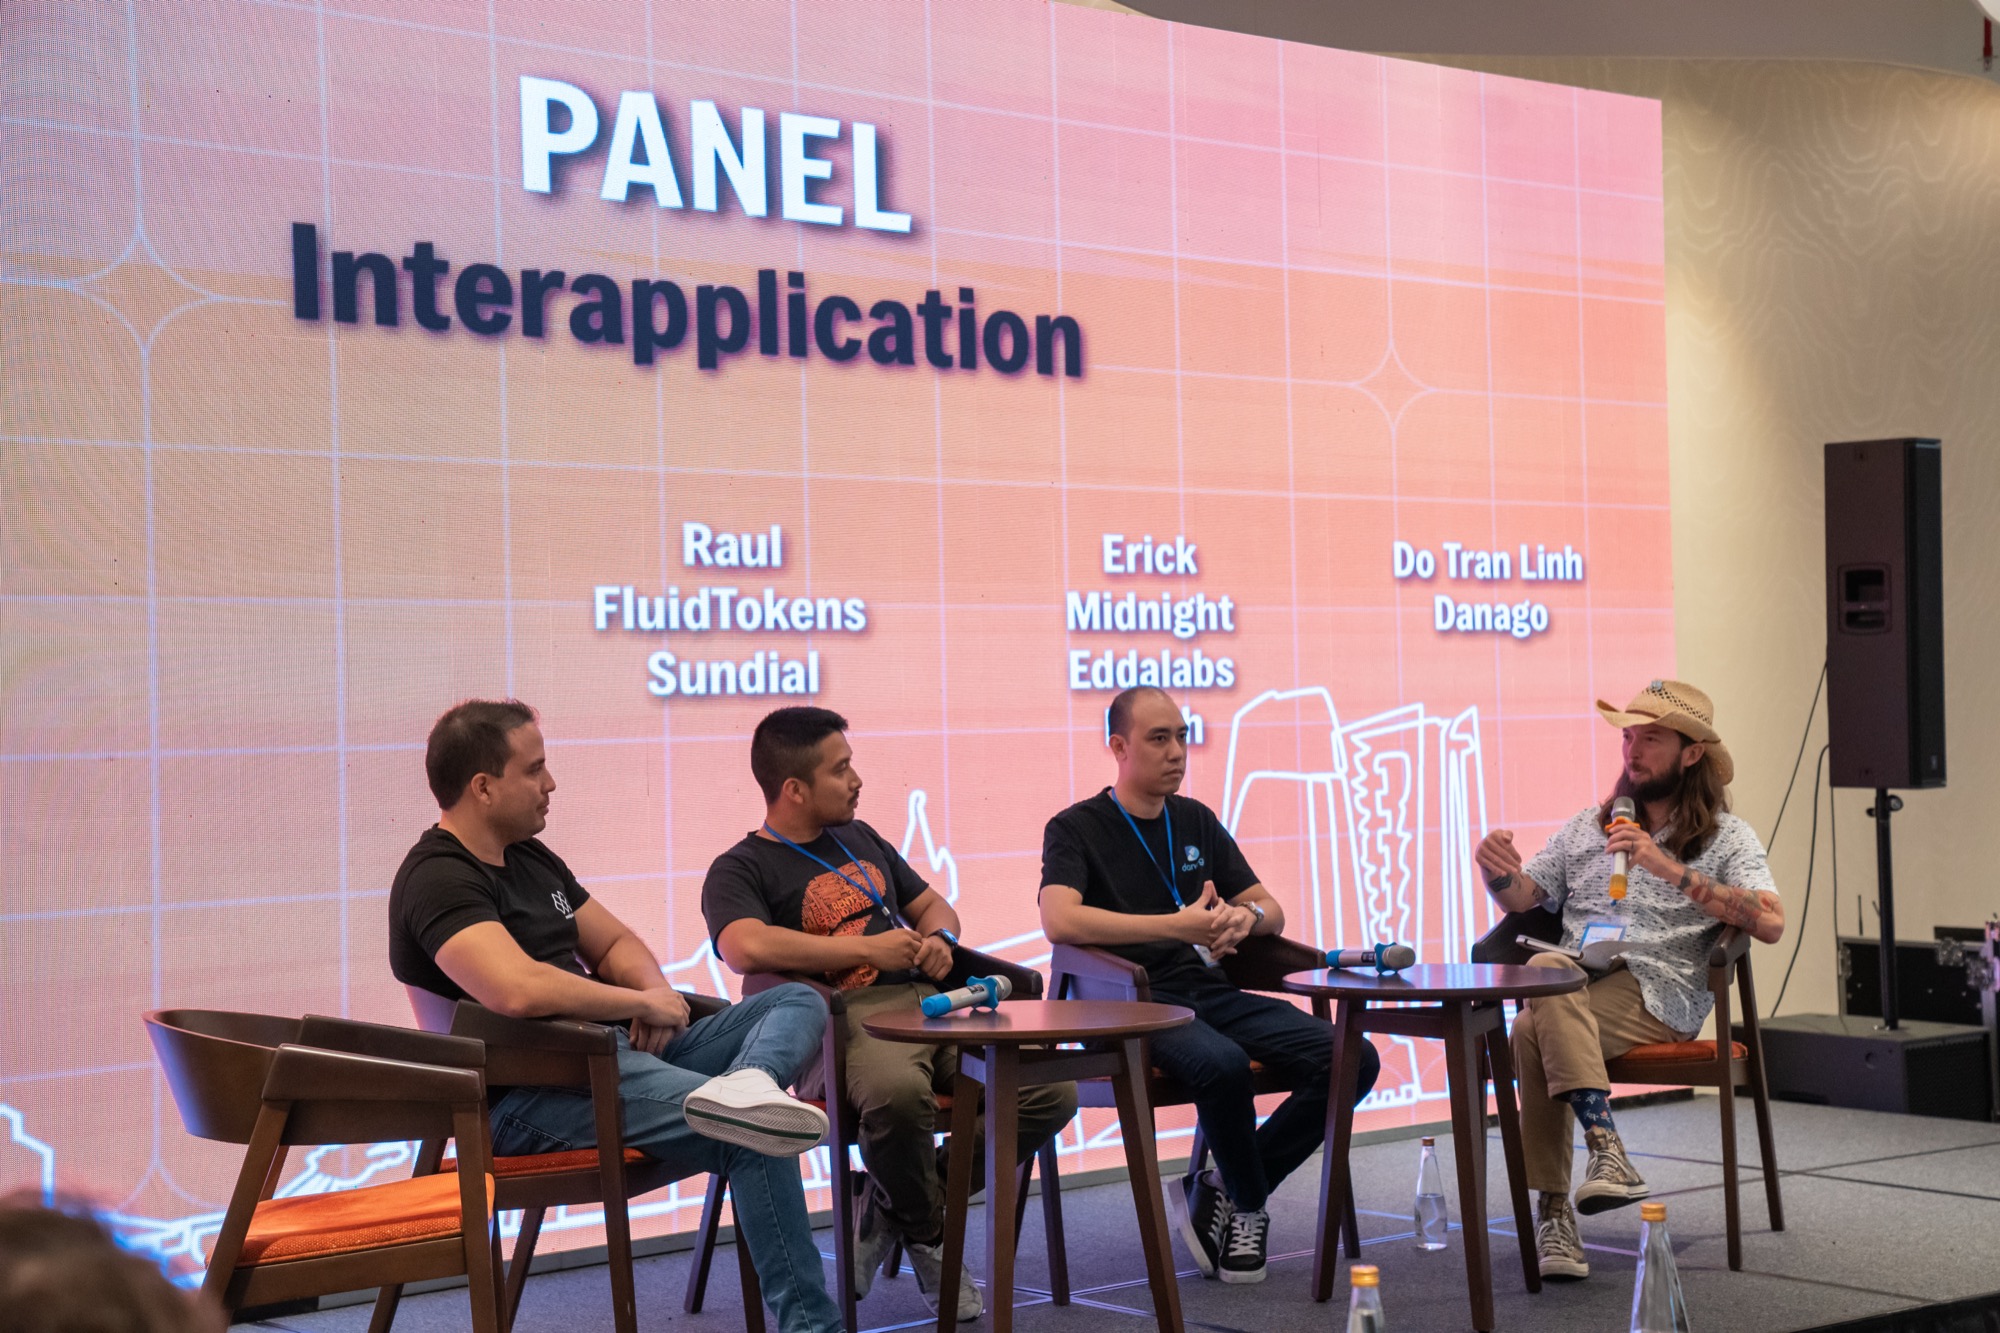 PANEL
Interapplication
Raul
FluidTokens
Sundial
Erick
Midnight
Eddalabs
Do Tran Linh
Danago